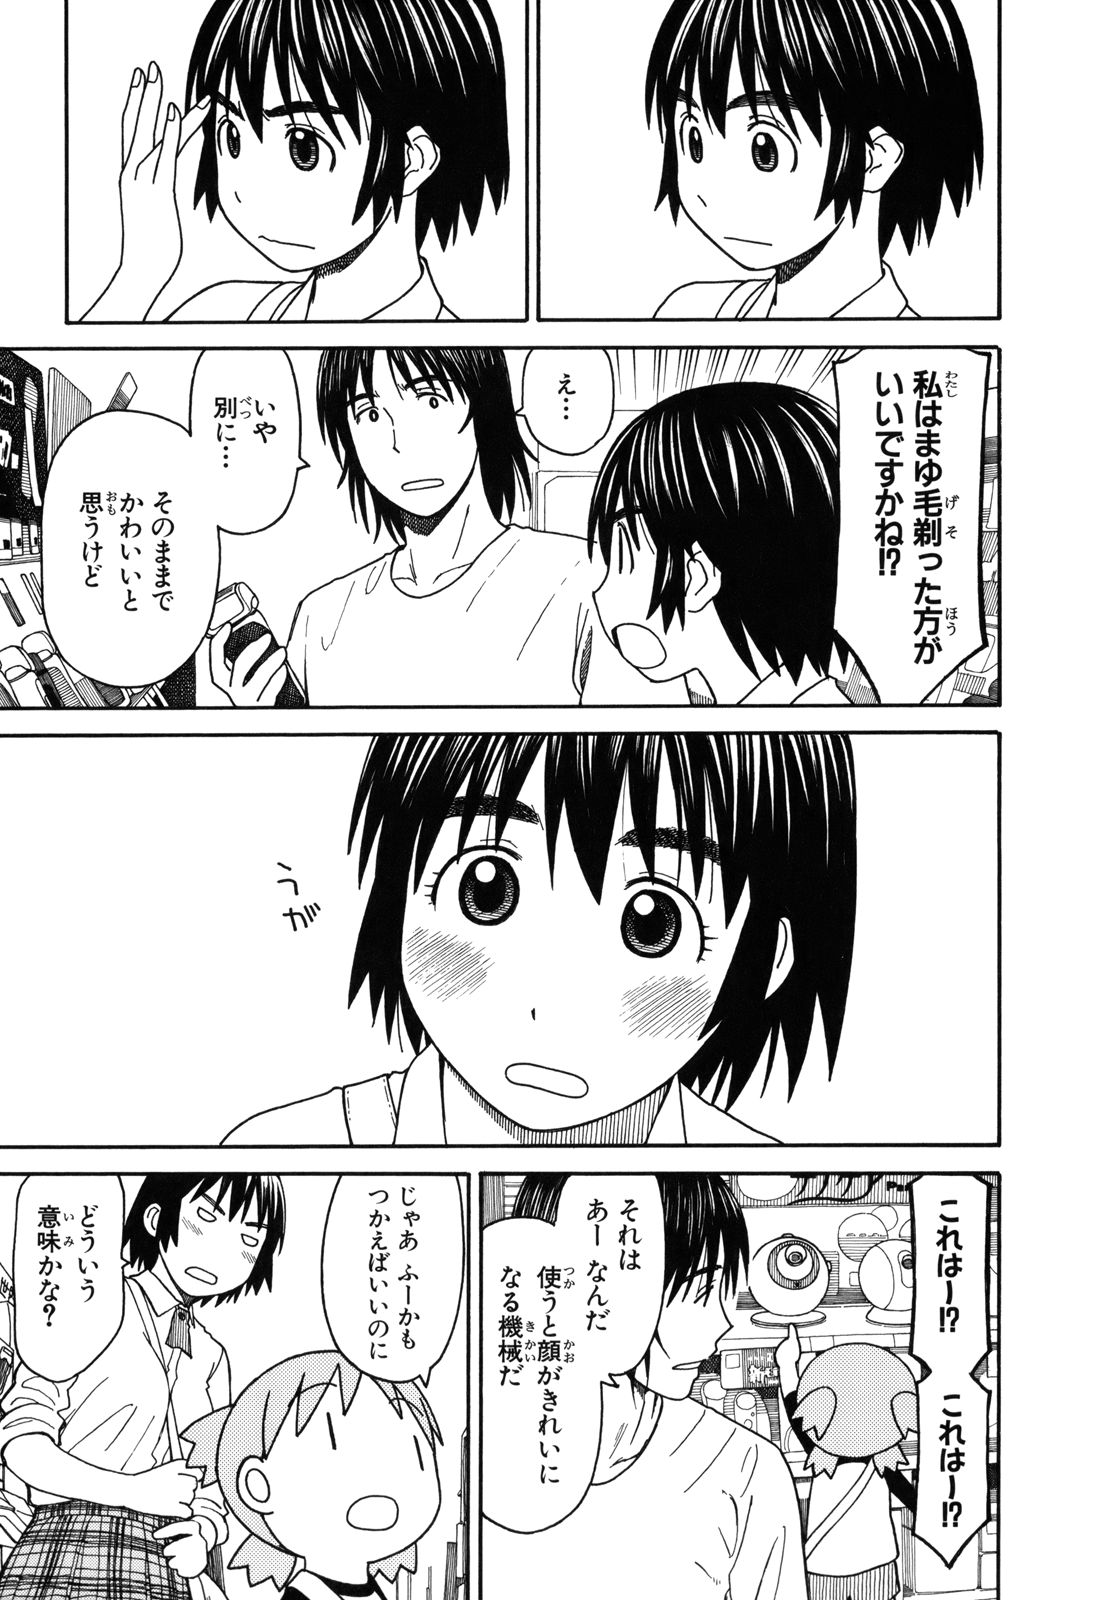 私はまゆ毛剃った方が
いいですかね!?
え…
いや
別に…
そのままで
かわいいと
思うけど
うが
これはー!?
これはー!?
それは
あー なんだ
使うと顔がきれいに
なる機械だ
じゃあ ふーかも
つかえばいいのに
どういう
意味かな?